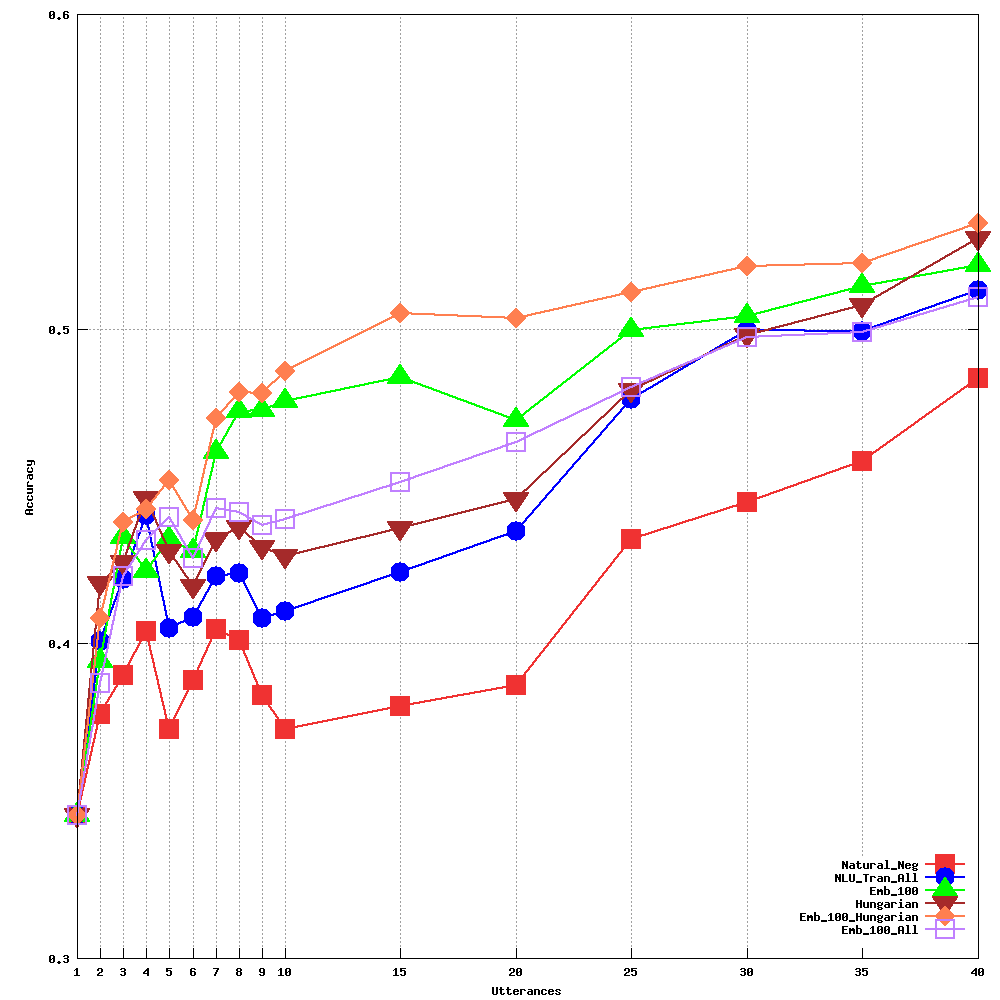 0.6
0.5
Accuracy
0.4
Natural_Neg
NLU_Tran_All
Emb_100
Hungarian
Emb_100_Hungarian
Emb_100_All
0.3
1 2 3 4 5 6 7 8 9 10 15 20 25 30 35 40
Utterances